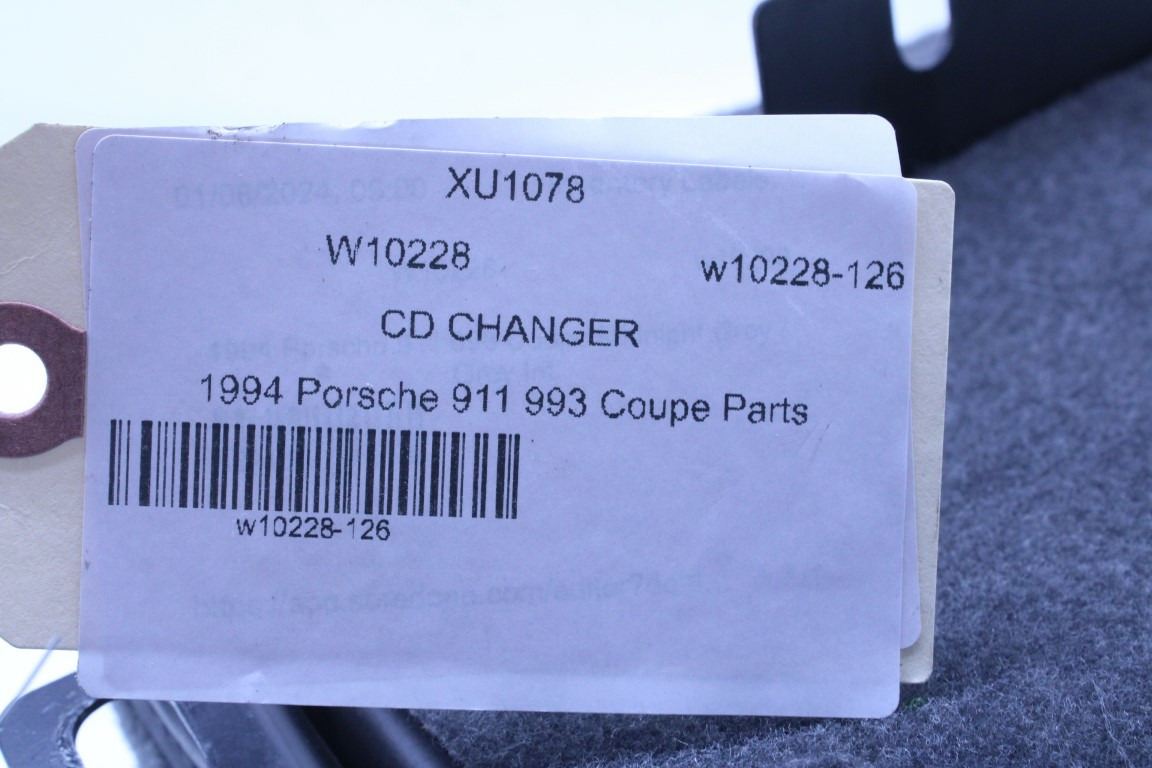 XU1078
W10228
w10228-126
CD CHANGER
1994 Porsche 911 993 Coupe Parts
w10228-126